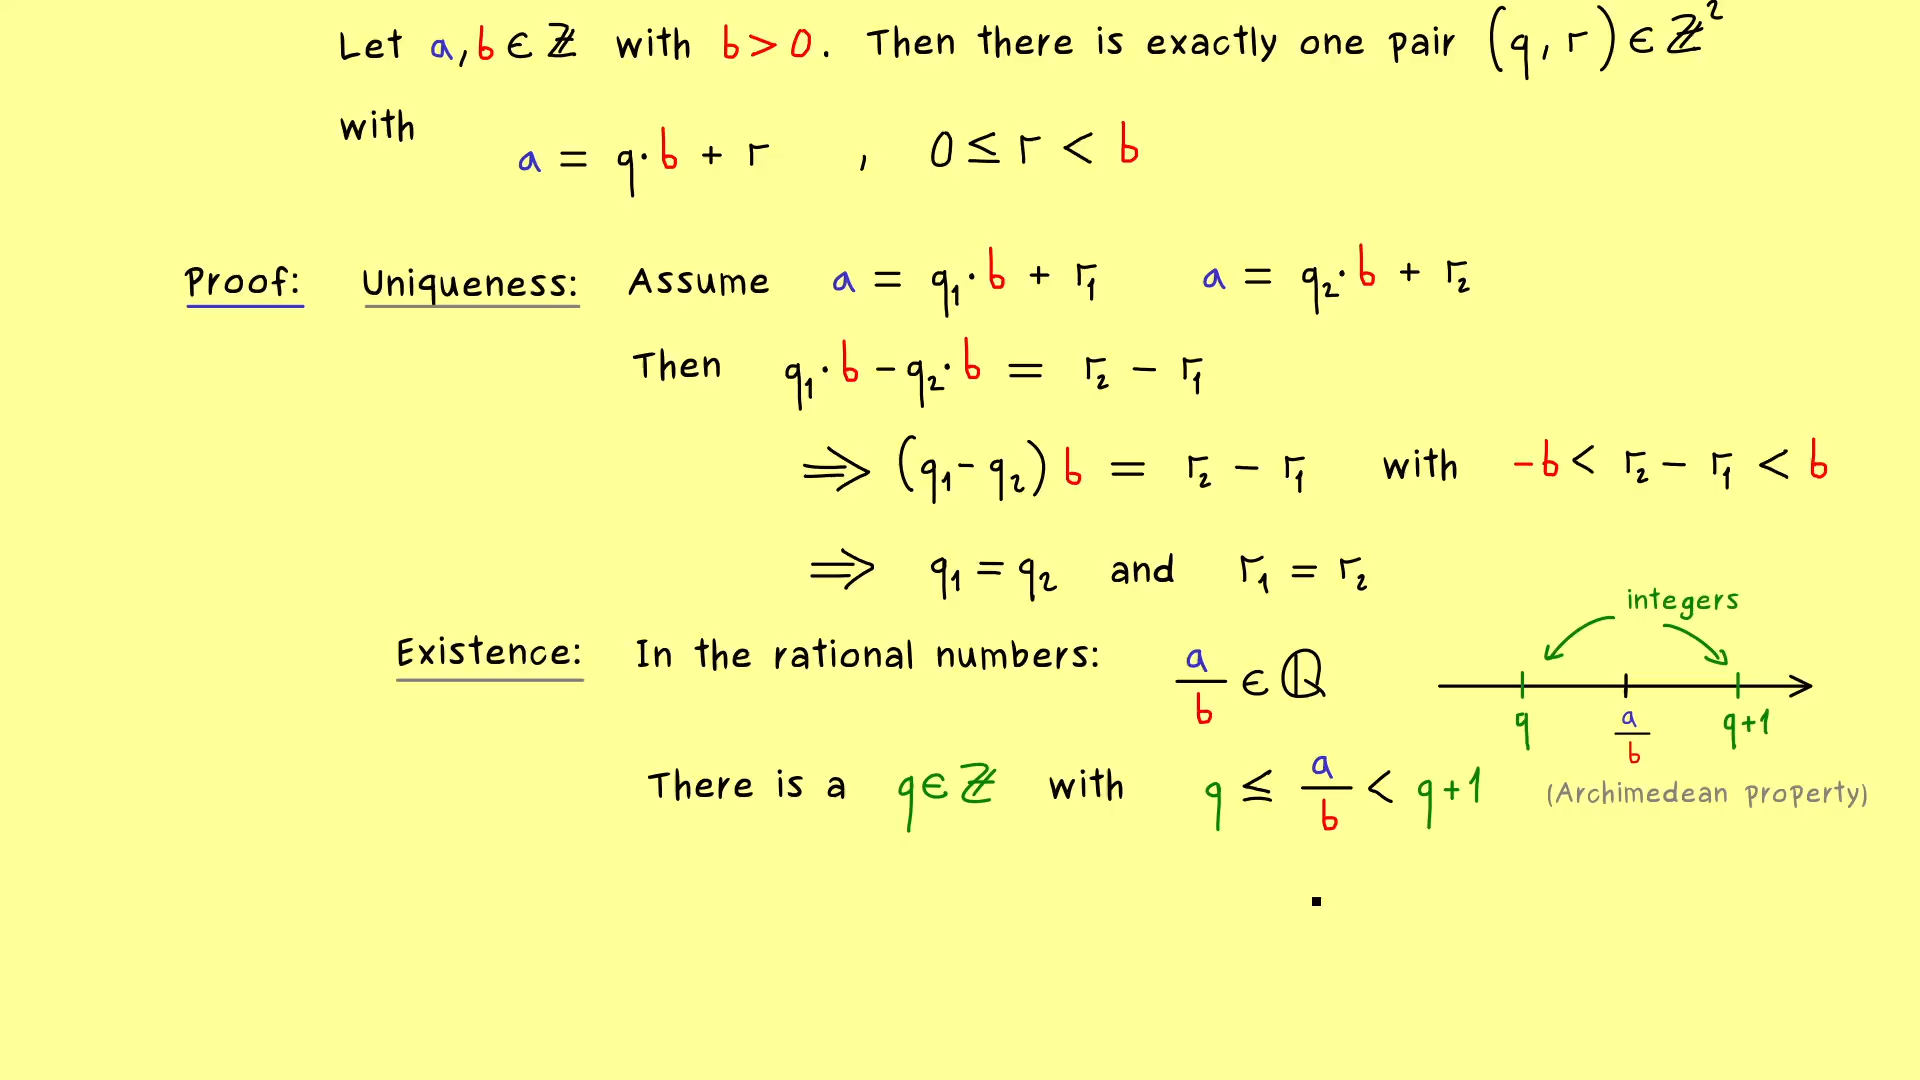 Let a, b ∈ ℤ with b > 0. Then there is exactly one pair (q, r) ∈ ℤ²
with
a = q·b + r , 0 ≤ r < b
Proof: Uniqueness: Assume a = q₁·b + r₁ a = q₂·b + r₂
Then q₁·b − q₂·b = r₂ − r₁
⟹ (q₁ − q₂) b = r₂ − r₁ with −b < r₂ − r₁ < b
⟹ q₁ = q₂ and r₁ = r₂
integers
Existence: In the rational numbers: a/b ∈ ℚ
q a/b q+1
There is a q ∈ ℤ with q ≤ a/b < q+1 (Archimedean property)